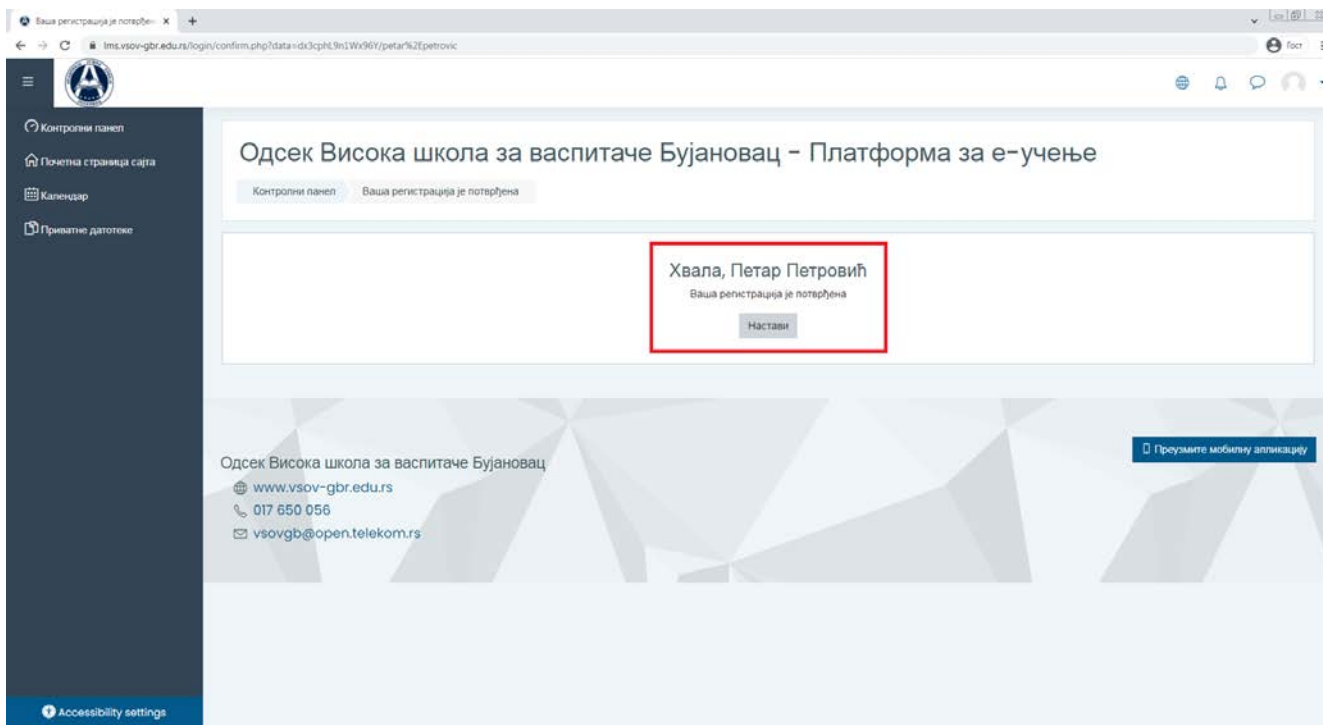 Ваша регистрација је потврђен
lms.vsov-gbr.edu.rs/login/confirm.php?data=dx3cphL9n1Wx96Y/petar%2Epetrovic
Гост
Контролни панел
Почетна страница сајта
Календар
Приватне датотеке
Одсек Висока школа за васпитаче Бујановац - Платформа за е-учење
Контролни панел
Ваша регистрација је потврђена
Хвала, Петар Петровић
Ваша регистрација је потврђена
Настави
Одсек Висока школа за васпитаче Бујановац
www.vsov-gbr.edu.rs
017 650 056
vsovgb@open.telekom.rs
Преузмите мобилну апликацију
Accessibility settings